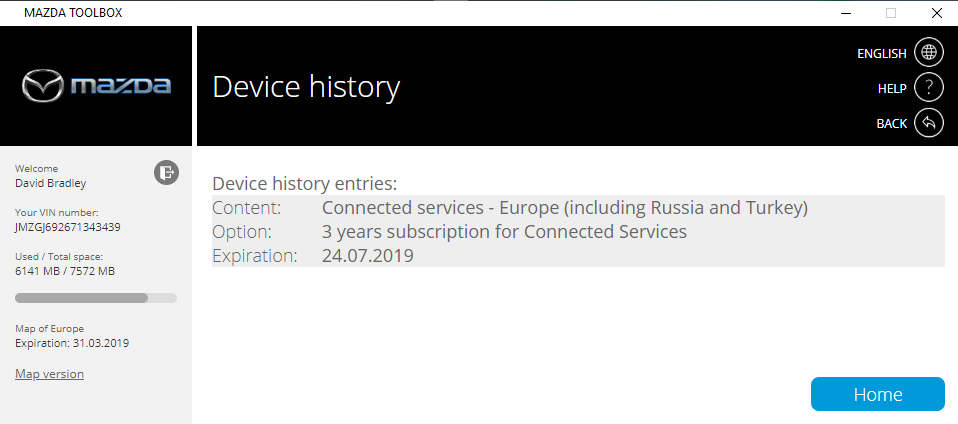 MAZDA TOOLBOX
mazda
Device history
ENGLISH
HELP ?
BACK
Welcome
David Bradley
Your VIN number:
JMZGJ692671343439
Used / Total space:
6141 MB / 7572 MB
Map of Europe
Expiration: 31.03.2019
Map version
Device history entries:
Content: Connected services - Europe (including Russia and Turkey)
Option: 3 years subscription for Connected Services
Expiration: 24.07.2019
Home